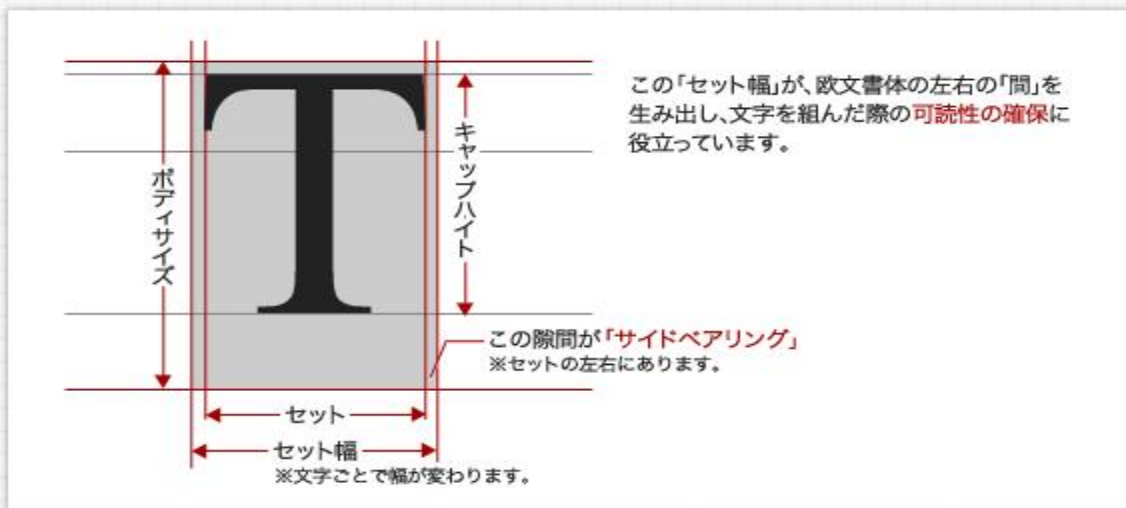 この「セット幅」が、欧文書体の左右の「間」を
生み出し、文字を組んだ際の可読性の確保に
役立っています。
T
ボディサイズ
キャップハイト
この隙間が「サイドベアリング」
※セットの左右にあります。
セット
セット幅
※文字ごとで幅が変わります。